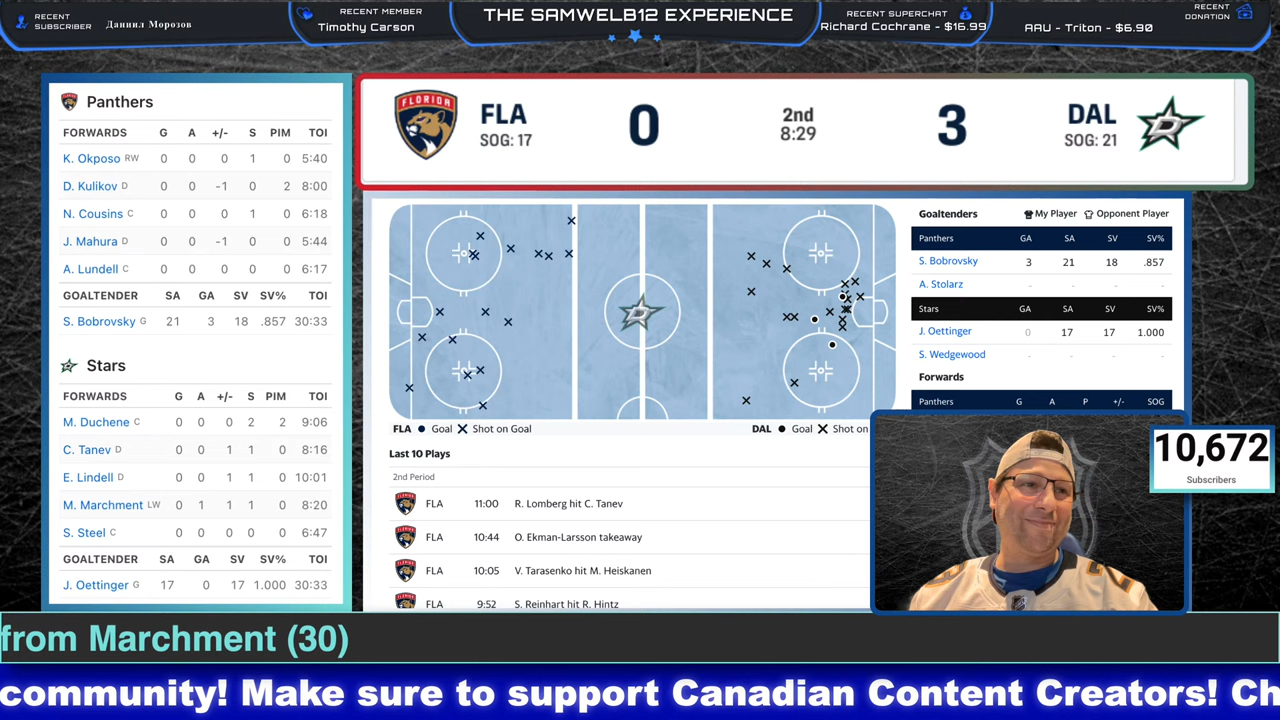 RECENT SUBSCRIBER
Даниил Морозов
RECENT MEMBER
Timothy Carson
THE SAMWELB12 EXPERIENCE
RECENT SUPERCHAT
Richard Cochrane - $16.99
RECENT DONATION
AAU - Triton - $6.90
Panthers
FORWARDS G A +/- S PIM TOI
K. Okposo RW 0 0 0 1 0 5:40
D. Kulikov D 0 0 -1 0 2 8:00
N. Cousins C 0 0 0 1 0 6:18
J. Mahura D 0 0 -1 0 0 5:44
A. Lundell C 0 0 0 0 0 6:17
GOALTENDER SA GA SV SV% TOI
S. Bobrovsky G 21 3 18 .857 30:33
Stars
FORWARDS G A +/- S PIM TOI
M. Duchene C 0 0 0 2 2 9:06
C. Tanev D 0 0 1 1 0 8:16
E. Lindell D 0 0 1 1 0 10:01
M. Marchment LW 0 1 1 1 0 8:20
S. Steel C 0 0 0 0 0 6:47
GOALTENDER SA GA SV SV% TOI
J. Oettinger G 17 0 17 1.000 30:33
FLORIDA
FLA
SOG: 17
0
2nd
8:29
3
DAL
SOG: 21
D
FLA Goal Shot on Goal
DAL Goal Shot on
Last 10 Plays
2nd Period
FLA 11:00 R. Lomberg hit C. Tanev
FLA 10:44 O. Ekman-Larsson takeaway
FLA 10:05 V. Tarasenko hit M. Heiskanen
FLA 9:52 S. Reinhart hit R. Hintz
Goaltenders My Player Opponent Player
Panthers GA SA SV SV%
S. Bobrovsky 3 21 18 .857
A. Stolarz - - - -
Stars GA SA SV SV%
J. Oettinger 0 17 17 1.000
S. Wedgewood - - - -
Forwards
Panthers G A P +/- SOG
10,672
Subscribers
from Marchment (30)
community! Make sure to support Canadian Content Creators! Ch